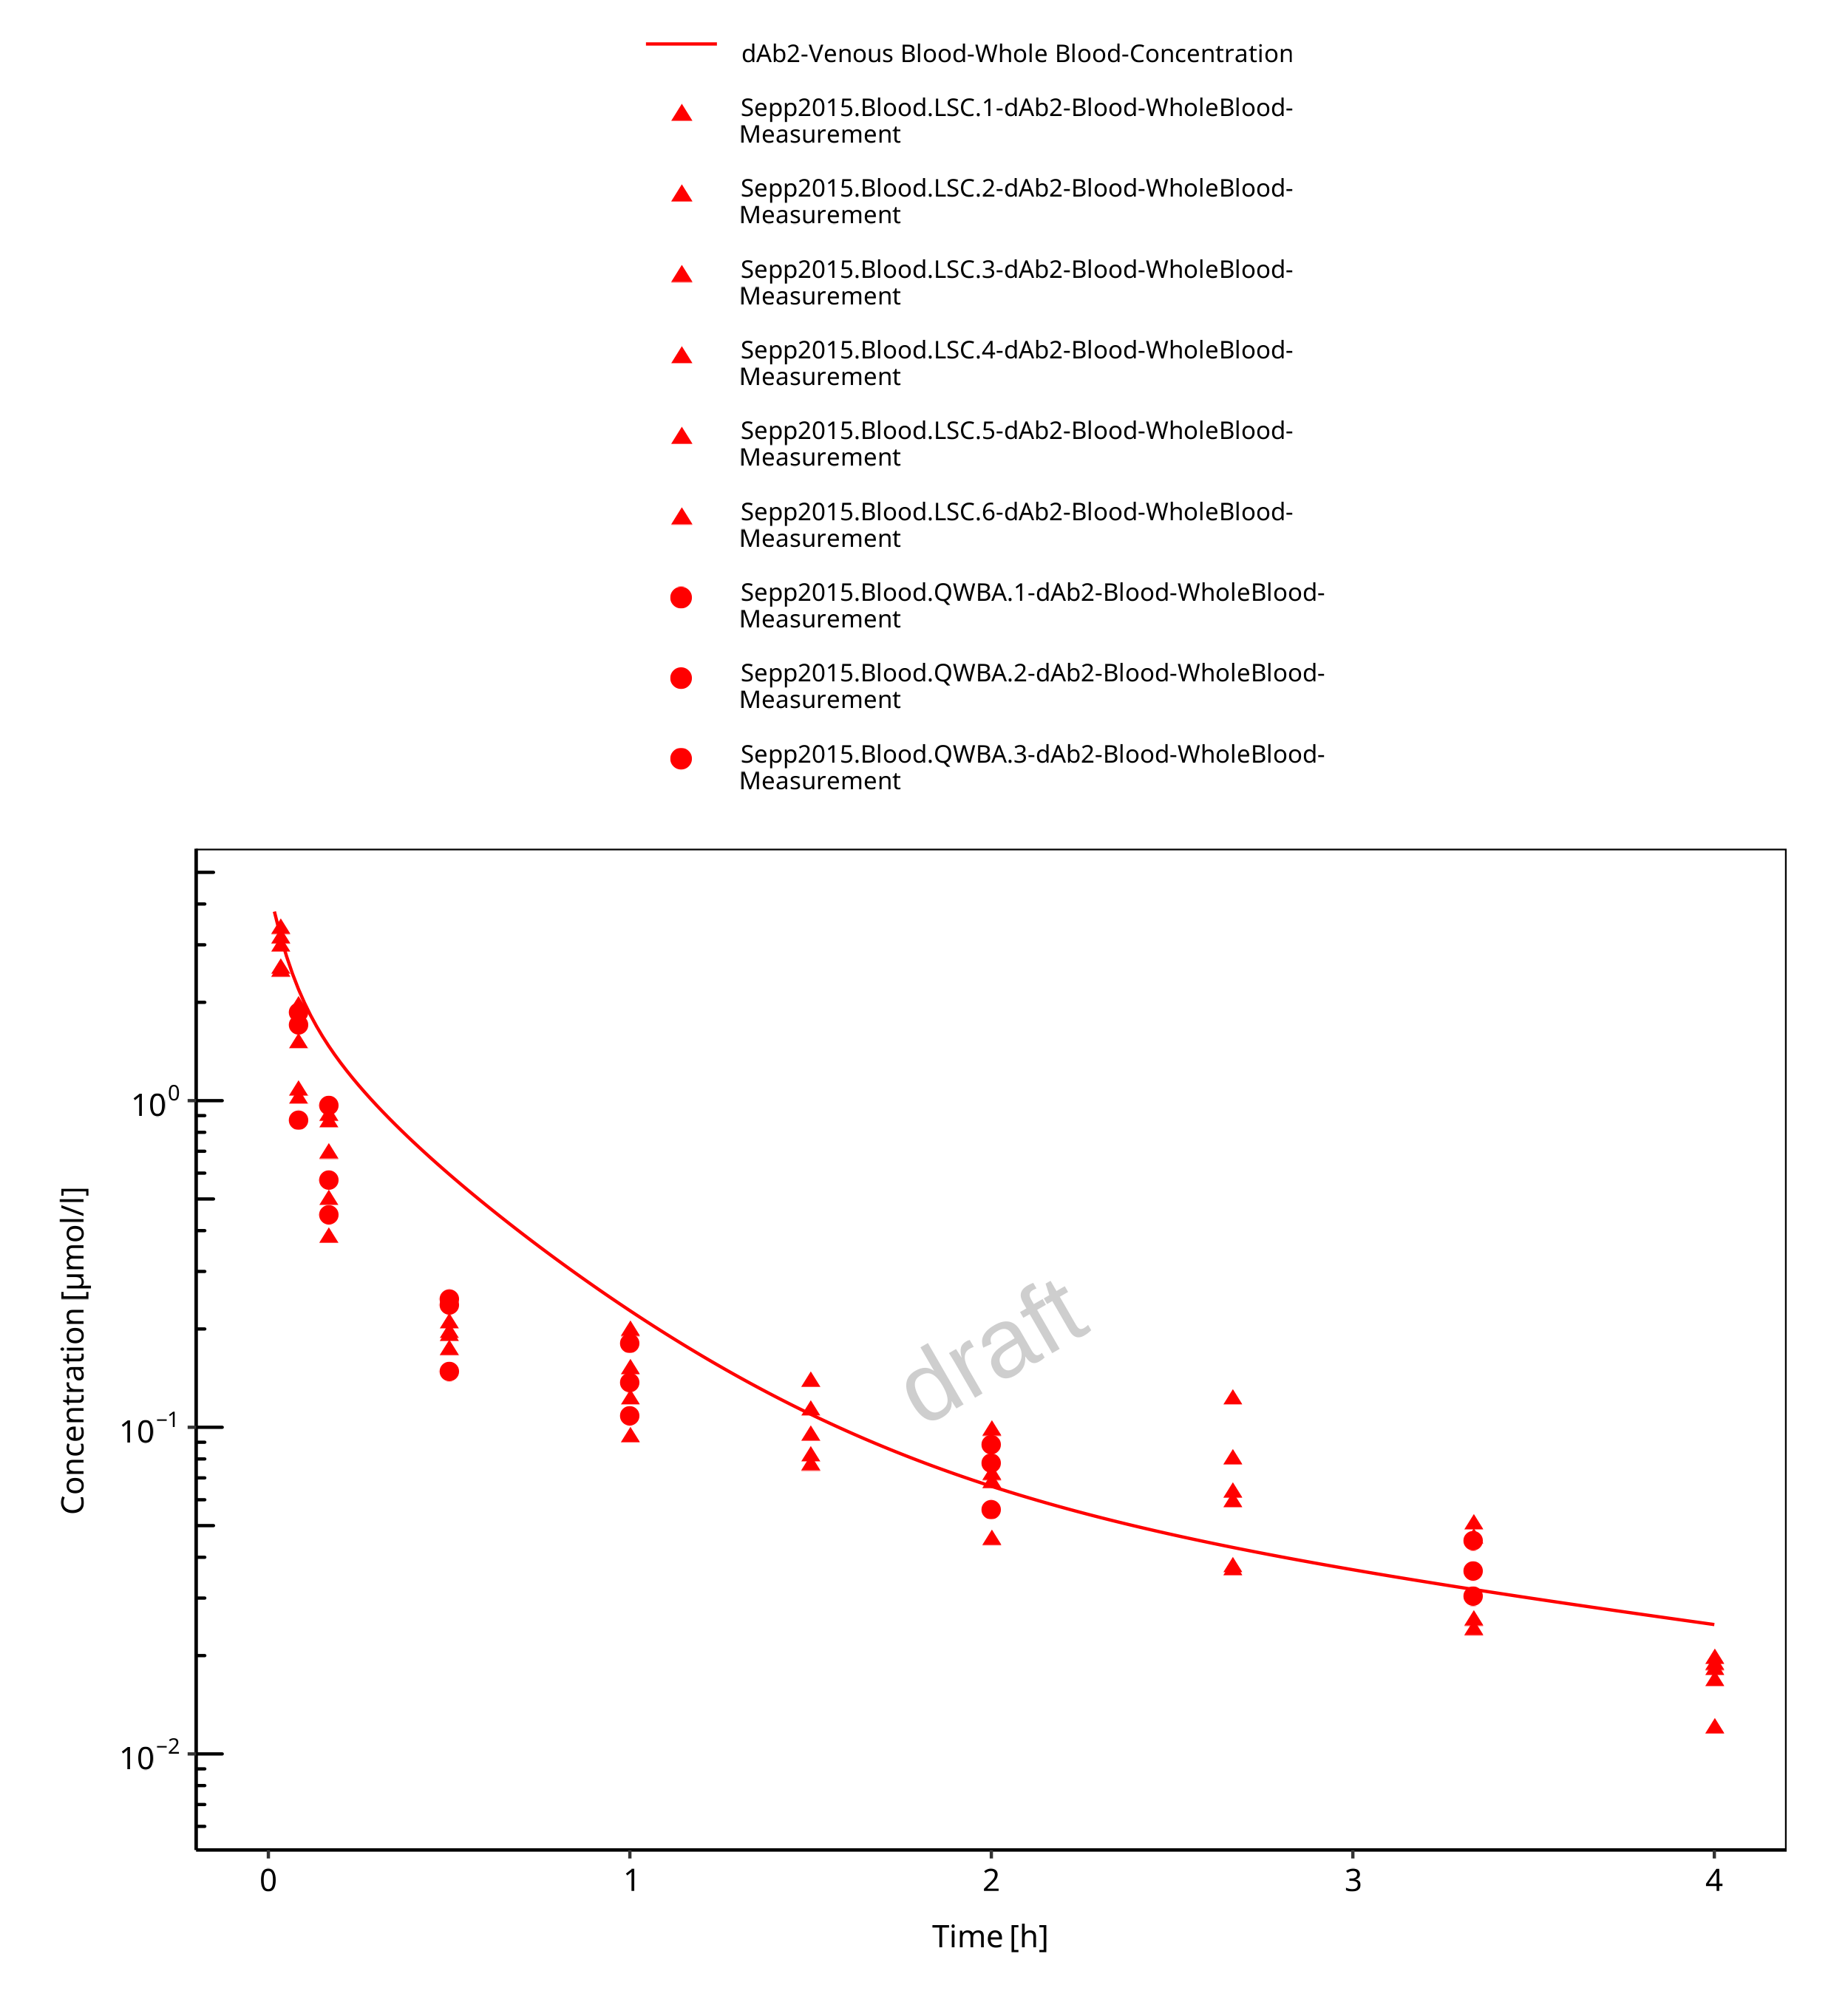 dAb2-Venous Blood-Whole Blood-Concentration
Sepp2015.Blood.LSC.1-dAb2-Blood-WholeBlood-
Measurement
Sepp2015.Blood.LSC.2-dAb2-Blood-WholeBlood-
Measurement
Sepp2015.Blood.LSC.3-dAb2-Blood-WholeBlood-
Measurement
Sepp2015.Blood.LSC.4-dAb2-Blood-WholeBlood-
Measurement
Sepp2015.Blood.LSC.5-dAb2-Blood-WholeBlood-
Measurement
Sepp2015.Blood.LSC.6-dAb2-Blood-WholeBlood-
Measurement
Sepp2015.Blood.QWBA.1-dAb2-Blood-WholeBlood-
Measurement
Sepp2015.Blood.QWBA.2-dAb2-Blood-WholeBlood-
Measurement
Sepp2015.Blood.QWBA.3-dAb2-Blood-WholeBlood-
Measurement
Concentration [µmol/l]
10⁰
10⁻¹
10⁻²
draft
0 1 2 3 4
Time [h]